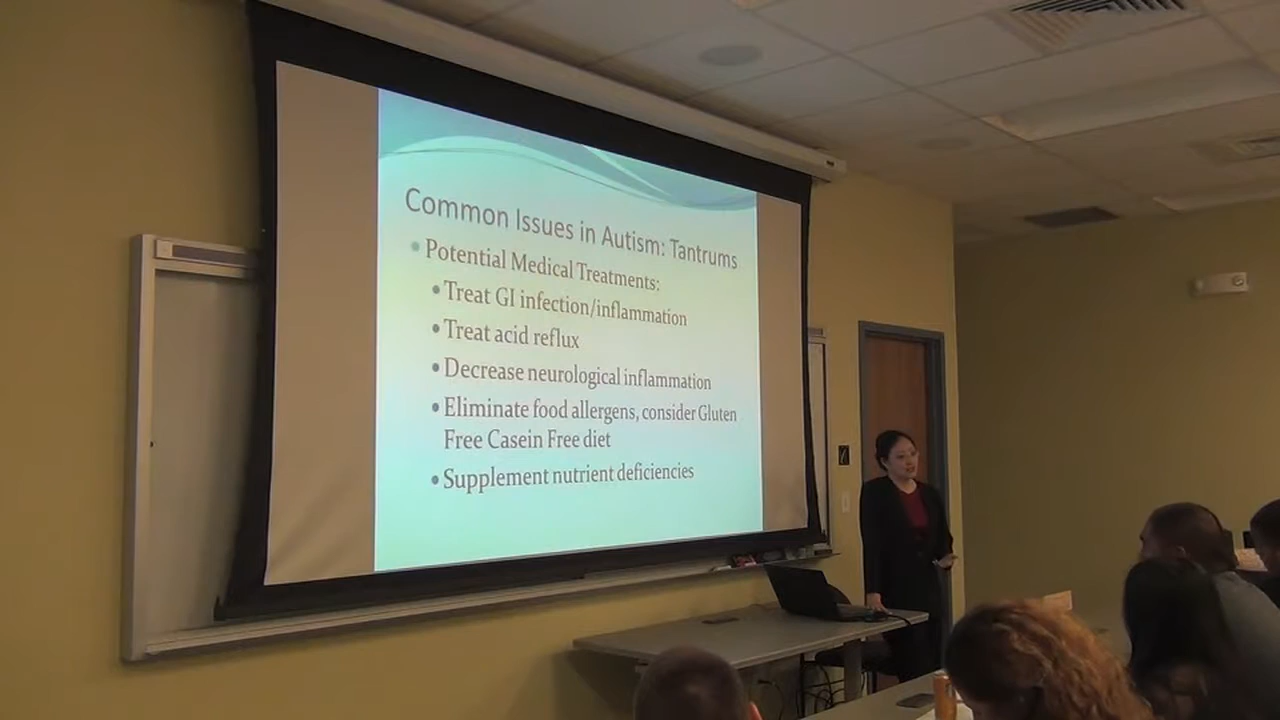 Common Issues in Autism: Tantrums
• Potential Medical Treatments:
• Treat GI infection/inflammation
• Treat acid reflux
• Decrease neurological inflammation
• Eliminate food allergens, consider Gluten
Free Casein Free diet
• Supplement nutrient deficiencies